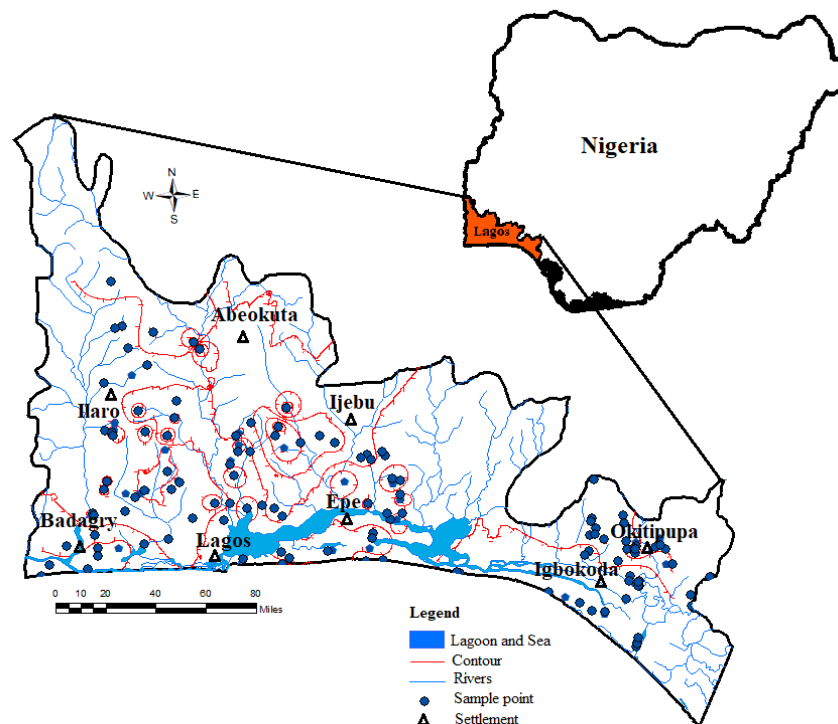 Nigeria
Lagos
N
W E
S
Abeokuta
Ilaro
Ijebu
Epe
Badagry
Lagos
Okitipupa
Igbokoda
0 10 20 40 60 80
Miles
Legend
Lagoon and Sea
Contour
Rivers
Sample point
Settlement